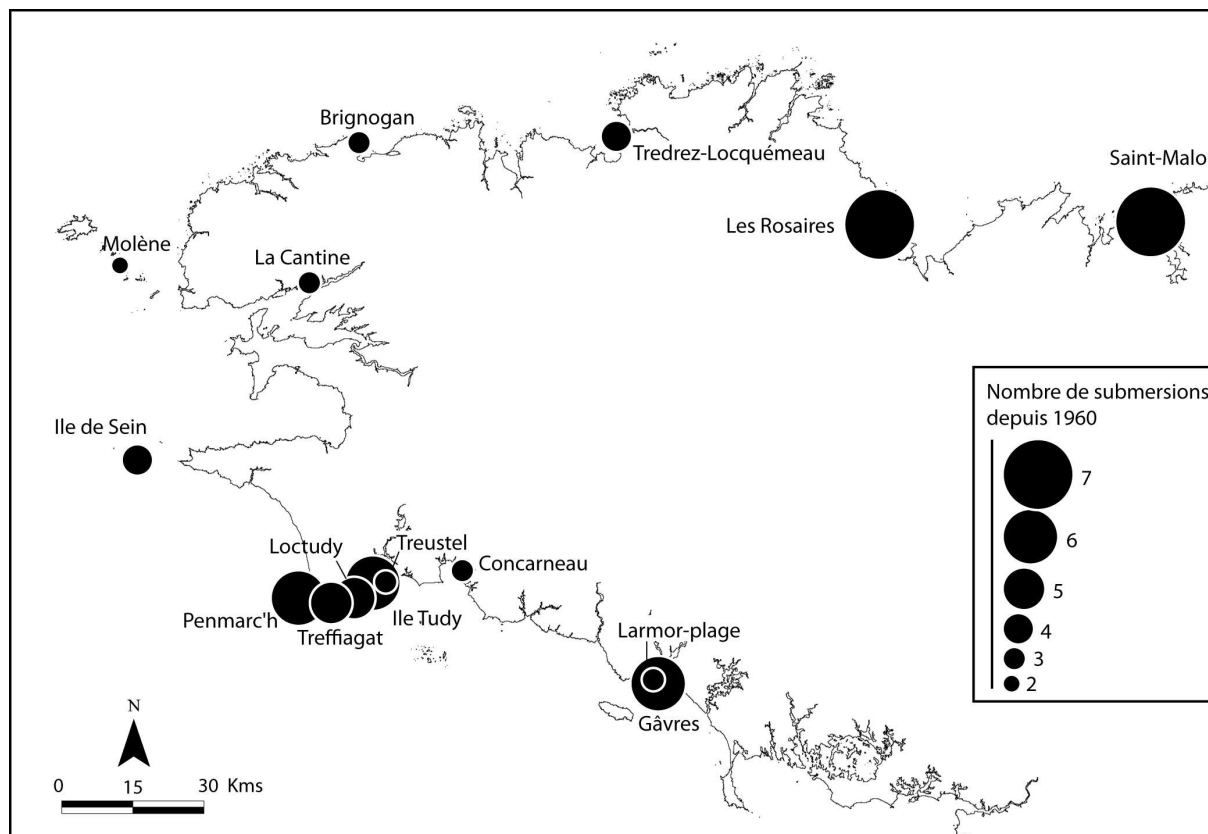 Brignogan
Tredrez-Locquémeau
Saint-Malo
Les Rosaires
Molène
La Cantine
Ile de Sein
Nombre de submersions
depuis 1960
7
6
5
4
3
2
Loctudy
Treustel
Concarneau
Penmarc'h
Treffiagat
Ile Tudy
Larmor-plage
Gâvres
N
0 15 30 Kms